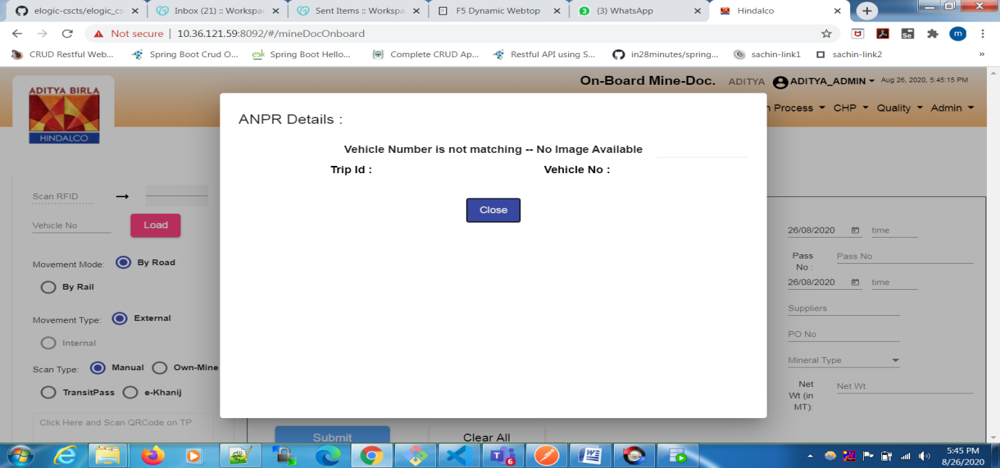 elogic-cscts/elogic_cs
Inbox (21) :: Workspac
Sent Items :: Workspa
F5 Dynamic Webtop
(3) WhatsApp
Hindalco
Not secure | 10.36.121.59:8092/#/mineDocOnboard
CRUD Restful Web...
Spring Boot Crud O...
Spring Boot Hello...
Complete CRUD Ap...
Restful API using S...
in28minutes/spring...
sachin-link1
sachin-link2
»
ADITYA BIRLA
HINDALCO
On-Board Mine-Doc. ADITYA ADITYA_ADMIN Aug 26, 2020, 5:45:15 PM
Process CHP Quality Admin
ANPR Details :
Vehicle Number is not matching -- No Image Available
Trip Id : Vehicle No :
Close
Scan RFID
Vehicle No Load
Movement Mode: By Road
By Rail
Movement Type: External
Internal
Scan Type: Manual Own-Mine
TransitPass e-Khanij
Click Here and Scan QRCode on TP
26/08/2020 time
Pass No : Pass No
26/08/2020 time
Suppliers
PO No
Mineral Type
Net Wt (in MT): Net Wt
Submit Clear All
5:45 PM
8/26/2020